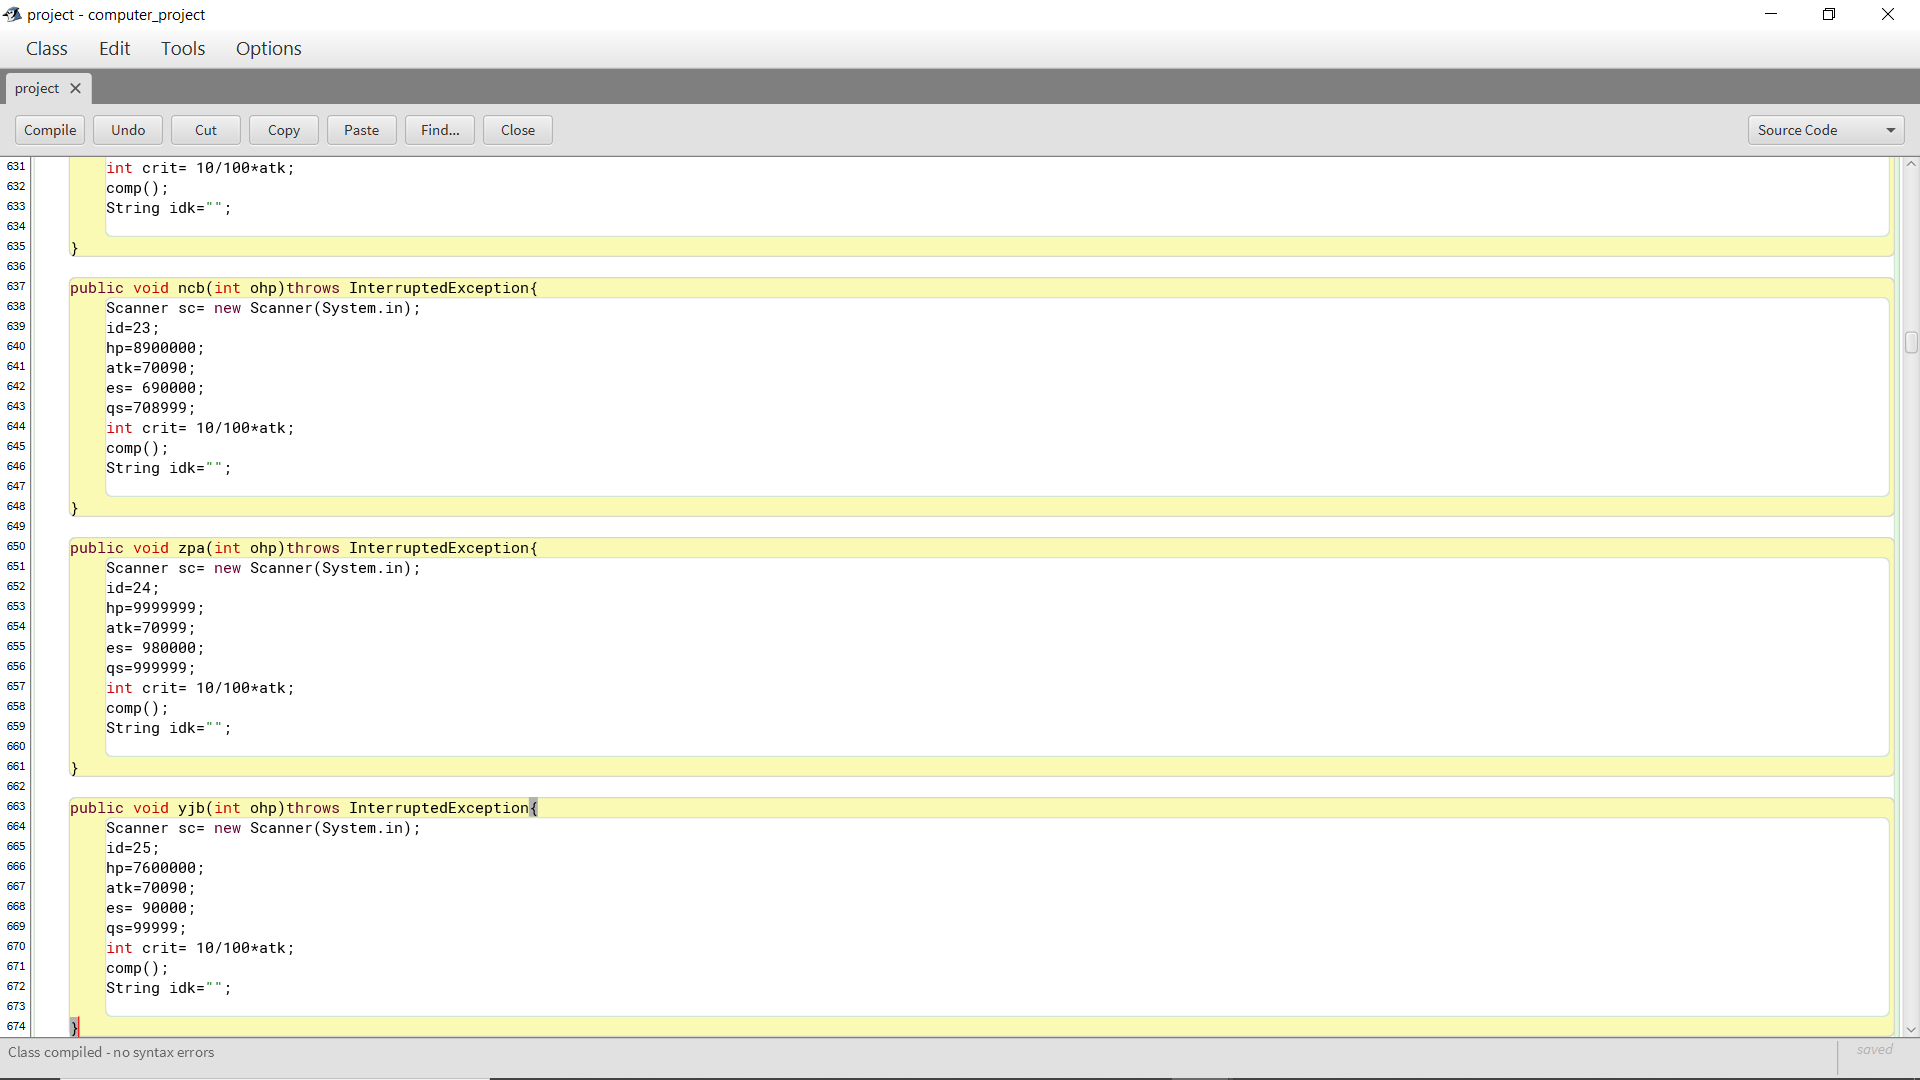 project - computer_project
Class Edit Tools Options
project
Compile Undo Cut Copy Paste Find... Close Source Code
631 int crit= 10/100*atk;
632 comp();
633 String idk="";
634
635 }
636
637 public void ncb(int ohp)throws InterruptedException{
638 Scanner sc= new Scanner(System.in);
639 id=23;
640 hp=8900000;
641 atk=70090;
642 es= 690000;
643 qs=708999;
644 int crit= 10/100*atk;
645 comp();
646 String idk="";
647
648 }
649
650 public void zpa(int ohp)throws InterruptedException{
651 Scanner sc= new Scanner(System.in);
652 id=24;
653 hp=9999999;
654 atk=70999;
655 es= 980000;
656 qs=999999;
657 int crit= 10/100*atk;
658 comp();
659 String idk="";
660
661 }
662
663 public void yjb(int ohp)throws InterruptedException{
664 Scanner sc= new Scanner(System.in);
665 id=25;
666 hp=7600000;
667 atk=70090;
668 es= 90000;
669 qs=99999;
670 int crit= 10/100*atk;
671 comp();
672 String idk="";
673
674 }
Class compiled - no syntax errors
saved